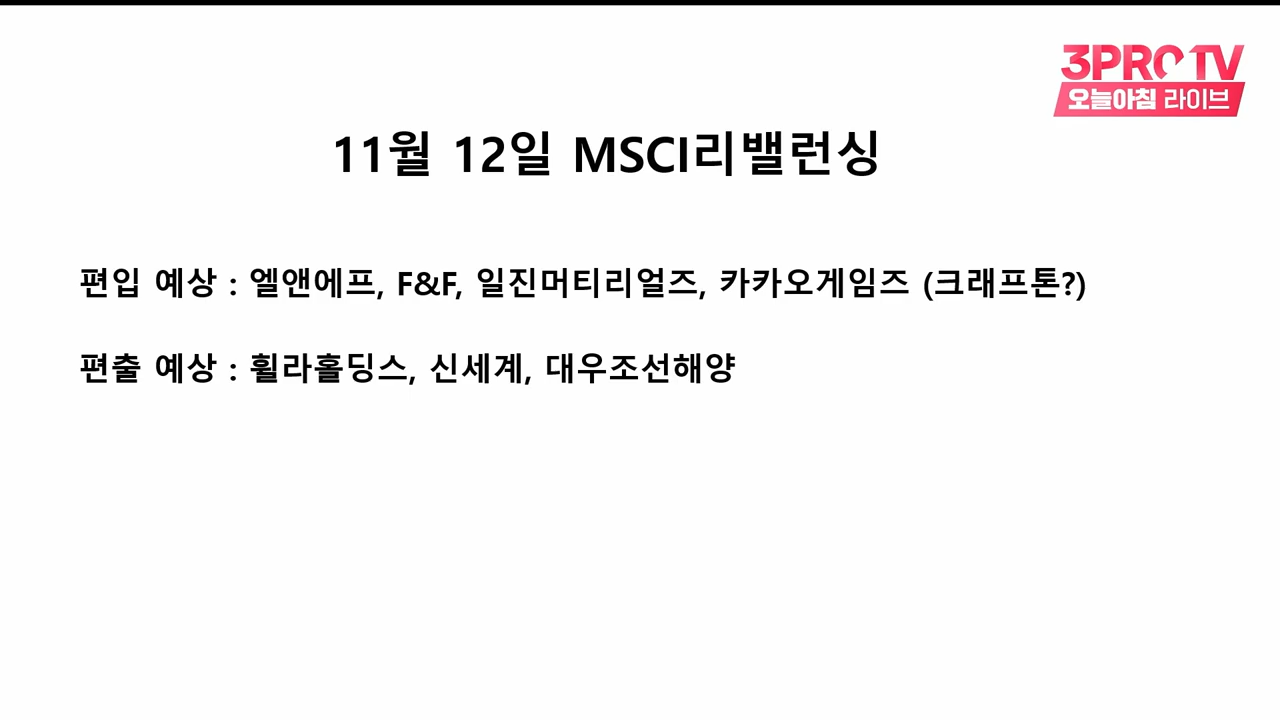 3PRO TV
오늘아침 라이브
11월 12일 MSCI리밸런싱
편입 예상 : 엘앤에프, F&F, 일진머티리얼즈, 카카오게임즈 (크래프톤?)
편출 예상 : 휠라홀딩스, 신세계, 대우조선해양